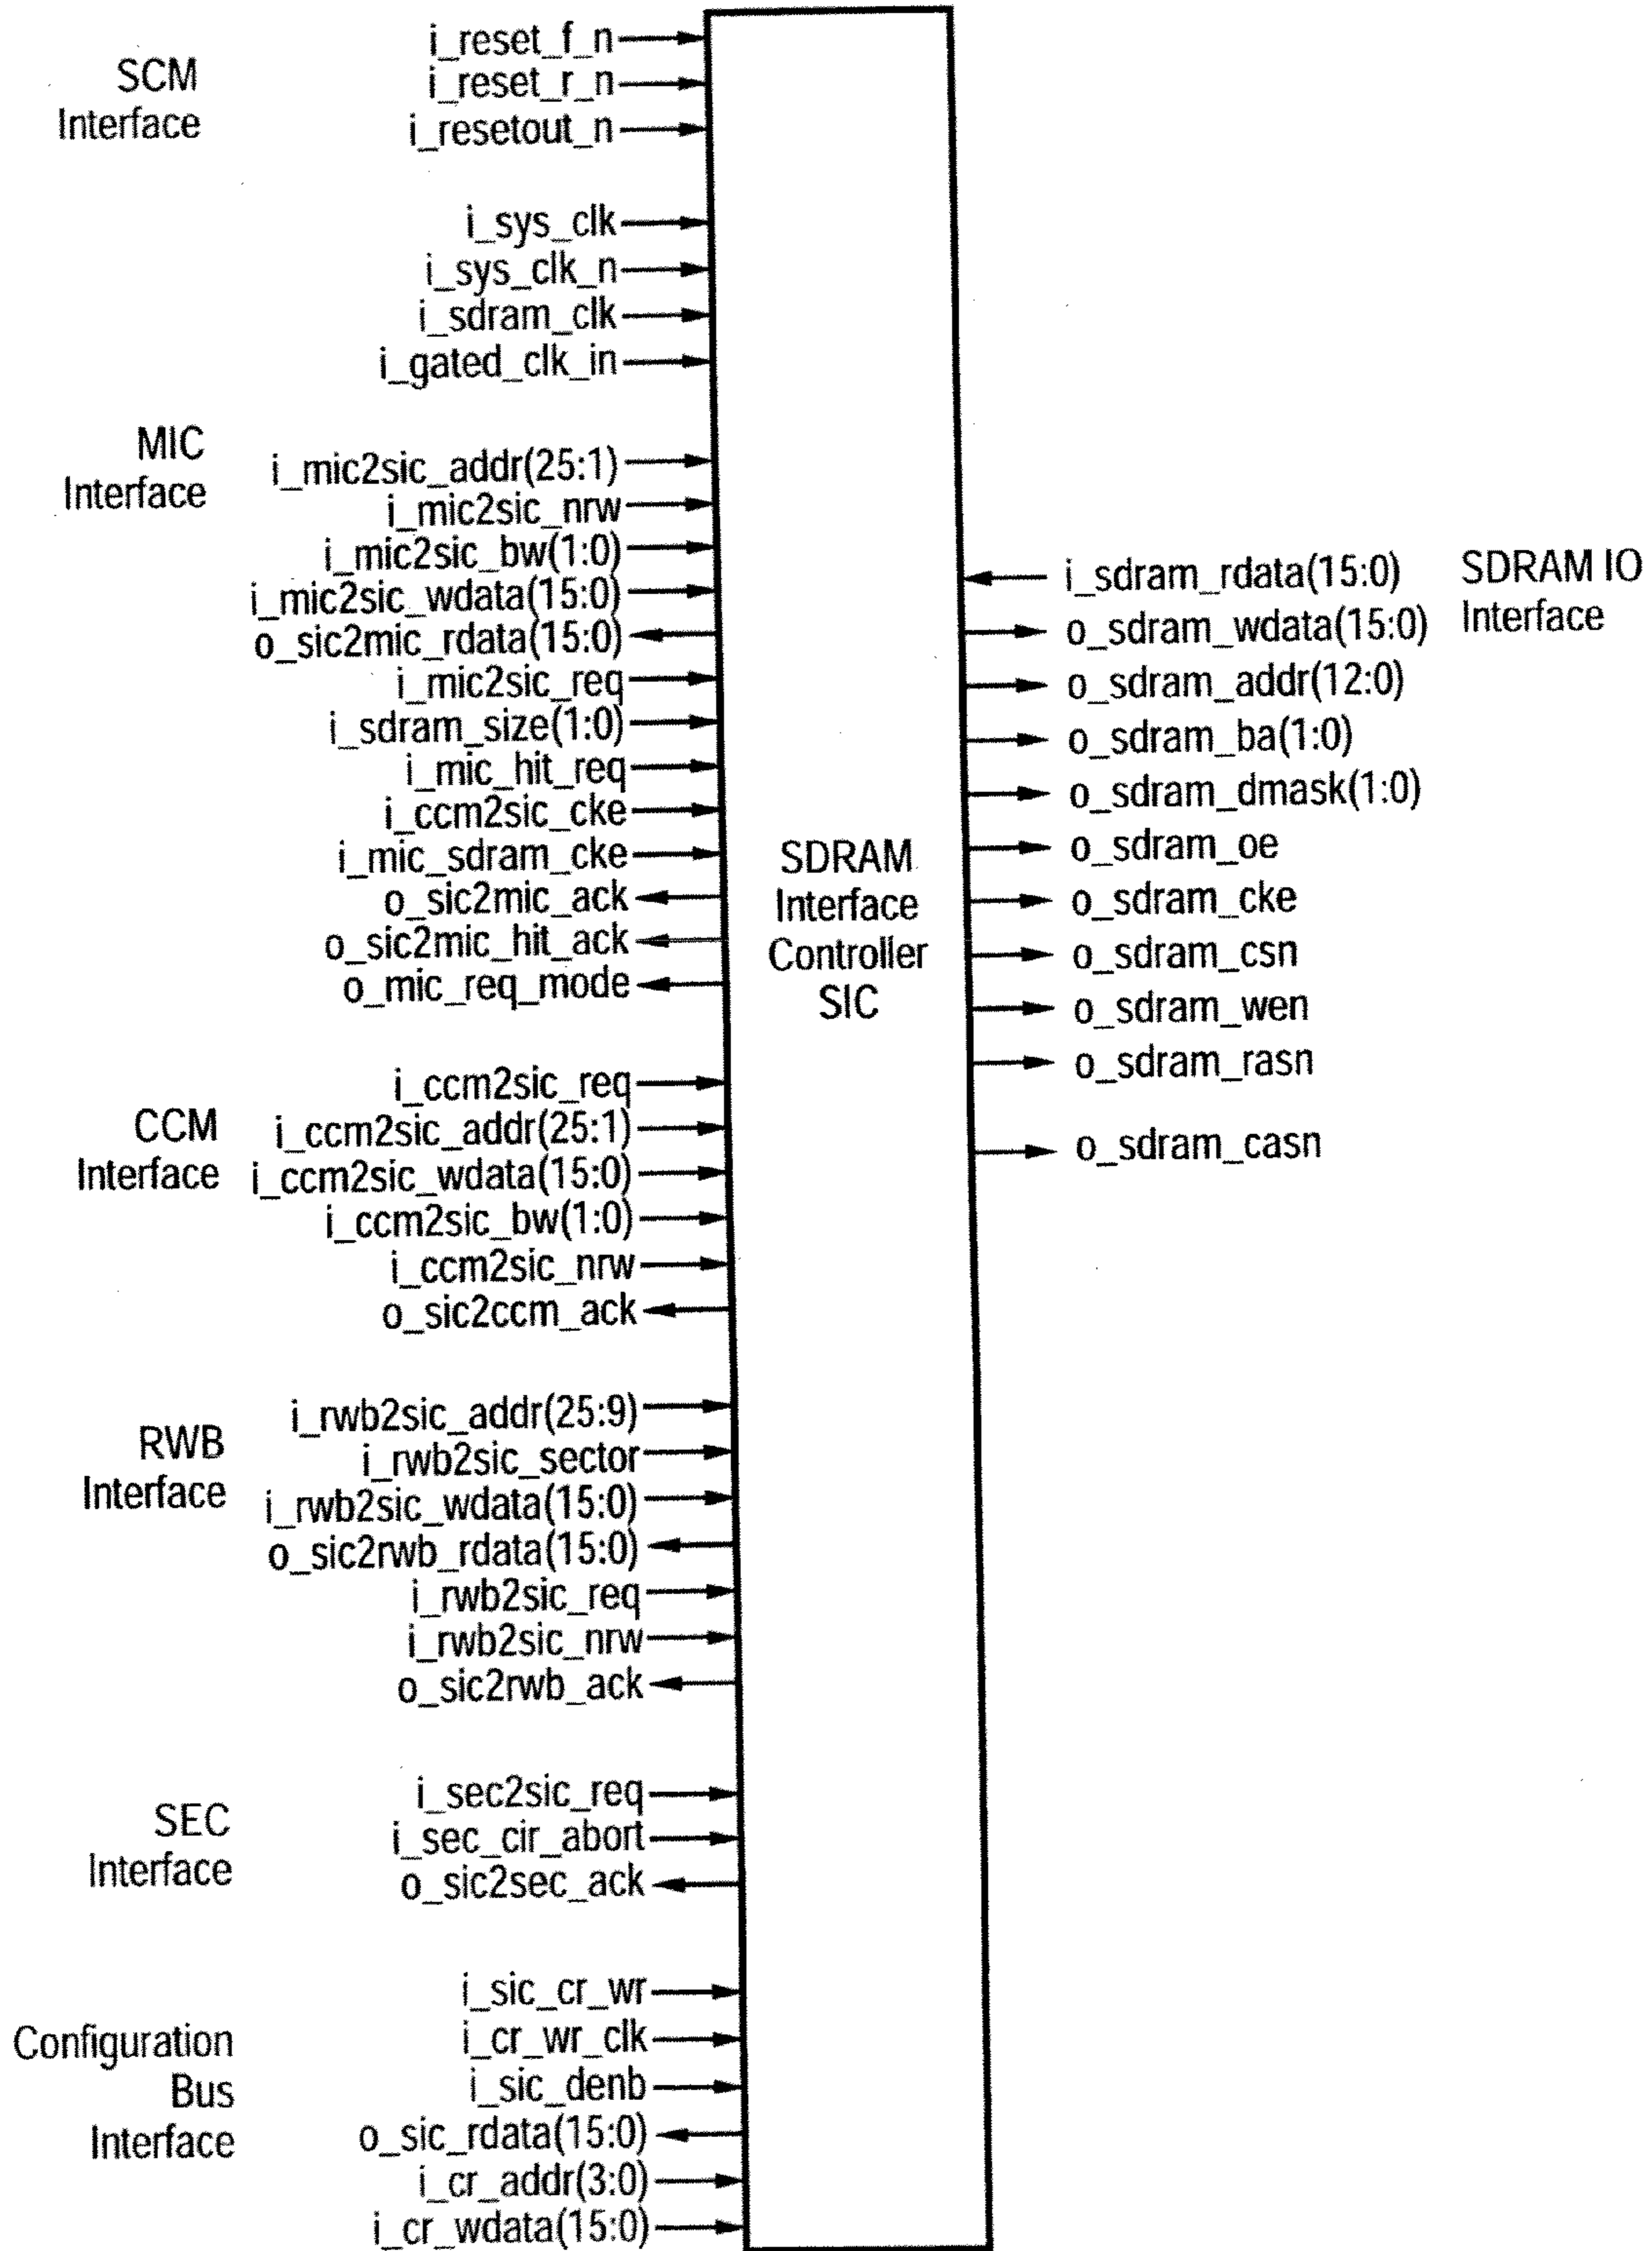 SCM
Interface
i_reset_f_n
i_reset_r_n
i_resetout_n
i_sys_clk
i_sys_clk_n
i_sdram_clk
i_gated_clk_in
MIC
Interface
i_mic2sic_addr(25:1)
i_mic2sic_nrw
i_mic2sic_bw(1:0)
i_mic2sic_wdata(15:0)
o_sic2mic_rdata(15:0)
i_mic2sic_req
i_sdram_size(1:0)
i_mic_hit_req
i_ccm2sic_cke
i_mic_sdram_cke
o_sic2mic_ack
o_sic2mic_hit_ack
o_mic_req_mode
CCM
Interface
i_ccm2sic_req
i_ccm2sic_addr(25:1)
i_ccm2sic_wdata(15:0)
i_ccm2sic_bw(1:0)
i_ccm2sic_nrw
o_sic2ccm_ack
RWB
Interface
i_rwb2sic_addr(25:9)
i_rwb2sic_sector
i_rwb2sic_wdata(15:0)
o_sic2rwb_rdata(15:0)
i_rwb2sic_req
i_rwb2sic_nrw
o_sic2rwb_ack
SEC
Interface
i_sec2sic_req
i_sec_cir_abort
o_sic2sec_ack
Configuration
Bus
Interface
i_sic_cr_wr
i_cr_wr_clk
i_sic_denb
o_sic_rdata(15:0)
i_cr_addr(3:0)
i_cr_wdata(15:0)
SDRAM
Interface
Controller
SIC
i_sdram_rdata(15:0)
o_sdram_wdata(15:0)
o_sdram_addr(12:0)
o_sdram_ba(1:0)
o_sdram_dmask(1:0)
o_sdram_oe
o_sdram_cke
o_sdram_csn
o_sdram_wen
o_sdram_rasn
o_sdram_casn
SDRAM IO
Interface